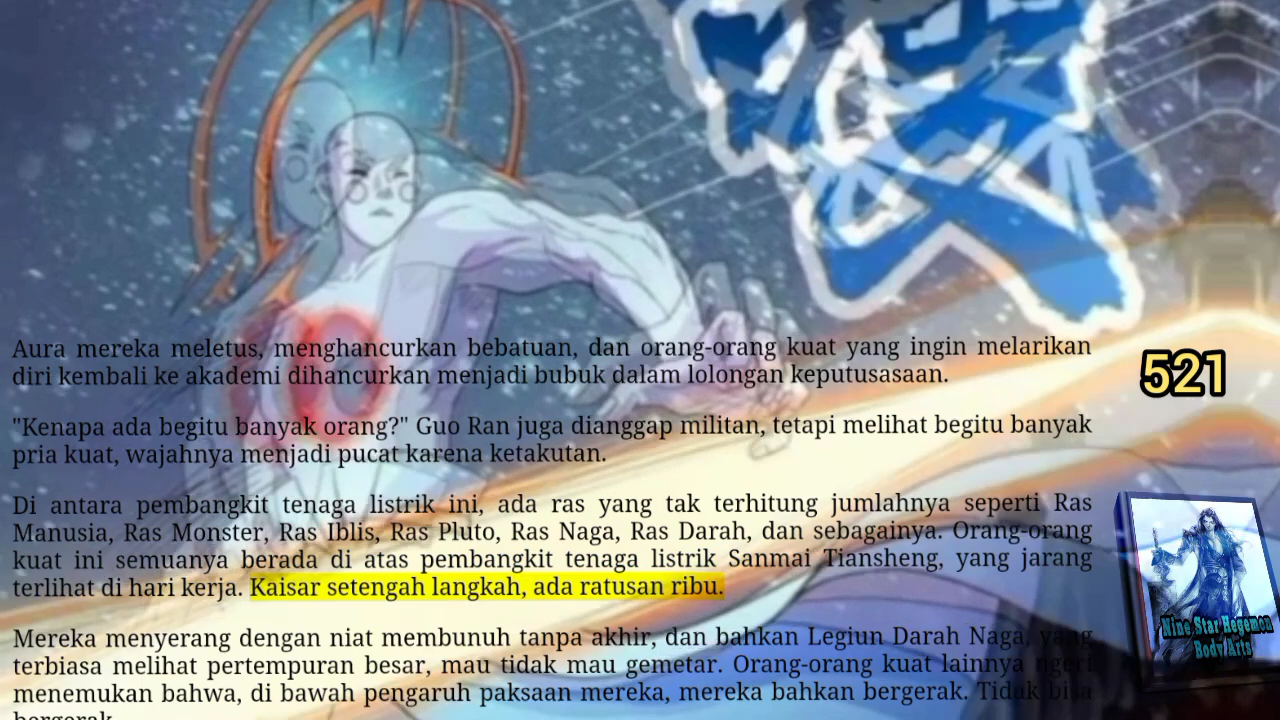 Aura mereka meletus, menghancurkan bebatuan, dan orang-orang kuat yang ingin melarikan
diri kembali ke akademi dihancurkan menjadi bubuk dalam lolongan keputusasaan.
521
"Kenapa ada begitu banyak orang?" Guo Ran juga dianggap militan, tetapi melihat begitu banyak
pria kuat, wajahnya menjadi pucat karena ketakutan.
Di antara pembangkit tenaga listrik ini, ada ras yang tak terhitung jumlahnya seperti Ras
Manusia, Ras Monster, Ras Iblis, Ras Pluto, Ras Naga, Ras Darah, dan sebagainya. Orang-orang
kuat ini semuanya berada di atas pembangkit tenaga listrik Sanmai Tiansheng, yang jarang
terlihat di hari kerja. Kaisar setengah langkah, ada ratusan ribu.
Mereka menyerang dengan niat membunuh tanpa akhir, dan bahkan Legiun Darah Naga, yang
terbiasa melihat pertempuran besar, mau tidak mau gemetar. Orang-orang kuat lainnya ngeri
menemukan bahwa, di bawah pengaruh paksaan mereka, mereka bahkan bergerak. Tidak bisa
bergerak.
Nine Star Hegemon
Body Arts